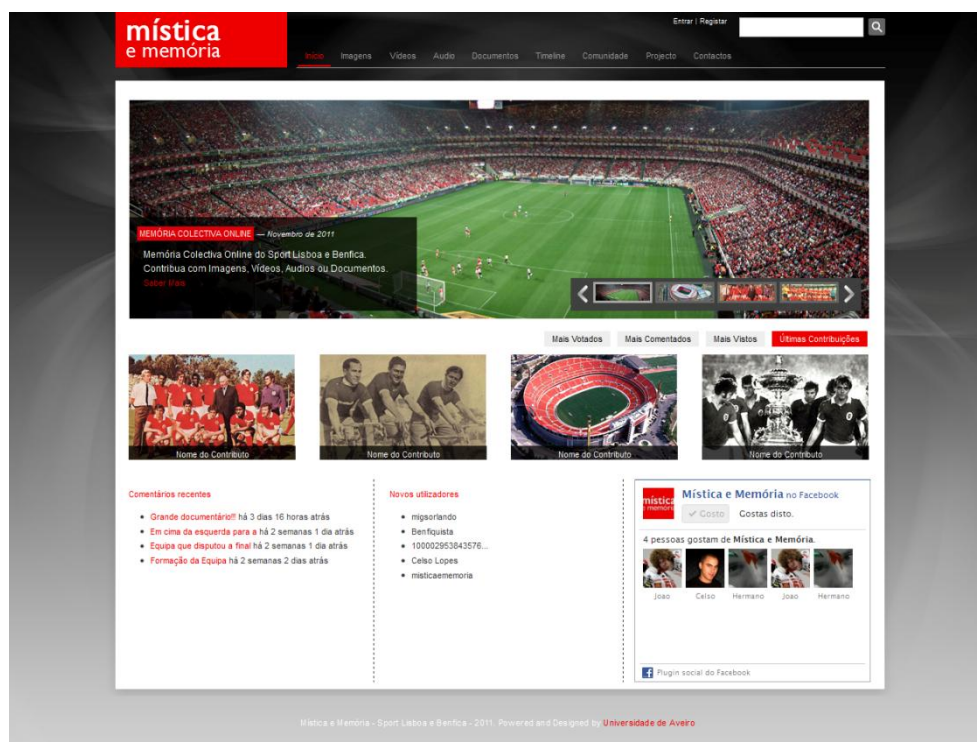 mística
e memória
Entrar | Registar
Início Imagens Vídeos Audio Documentos Timeline Comunidade Projecto Contactos
MEMÓRIA COLECTIVA ONLINE — Novembro de 2011
Memória Colectiva Online do Sport Lisboa e Benfica.
Contribua com Imagens, Vídeos, Audios ou Documentos.
Saber Mais
Mais Votados Mais Comentados Mais Vistos Últimas Contribuições
Nome do Contributo Nome do Contributo Nome do Contributo Nome do Contributo
Comentários recentes
Grande documentário!! há 3 dias 16 horas atrás
Em cima da esquerda para a há 2 semanas 1 dia atrás
Equipa que disputou a final há 2 semanas 1 dia atrás
Formação da Equipa há 2 semanas 2 dias atrás
Novos utilizadores
migsorlando
Benfiquista
100002953843576...
Celso Lopes
misticaememoria
mística
e memória
Mística e Memória no Facebook
Gosto Gostas disto.
4 pessoas gostam de Mística e Memória.
Joao Celso Hermano Joao Hermano
Plugin social do Facebook
Mística e Memória - Sport Lisboa e Benfica - 2011. Powered and Designed by Universidade de Aveiro